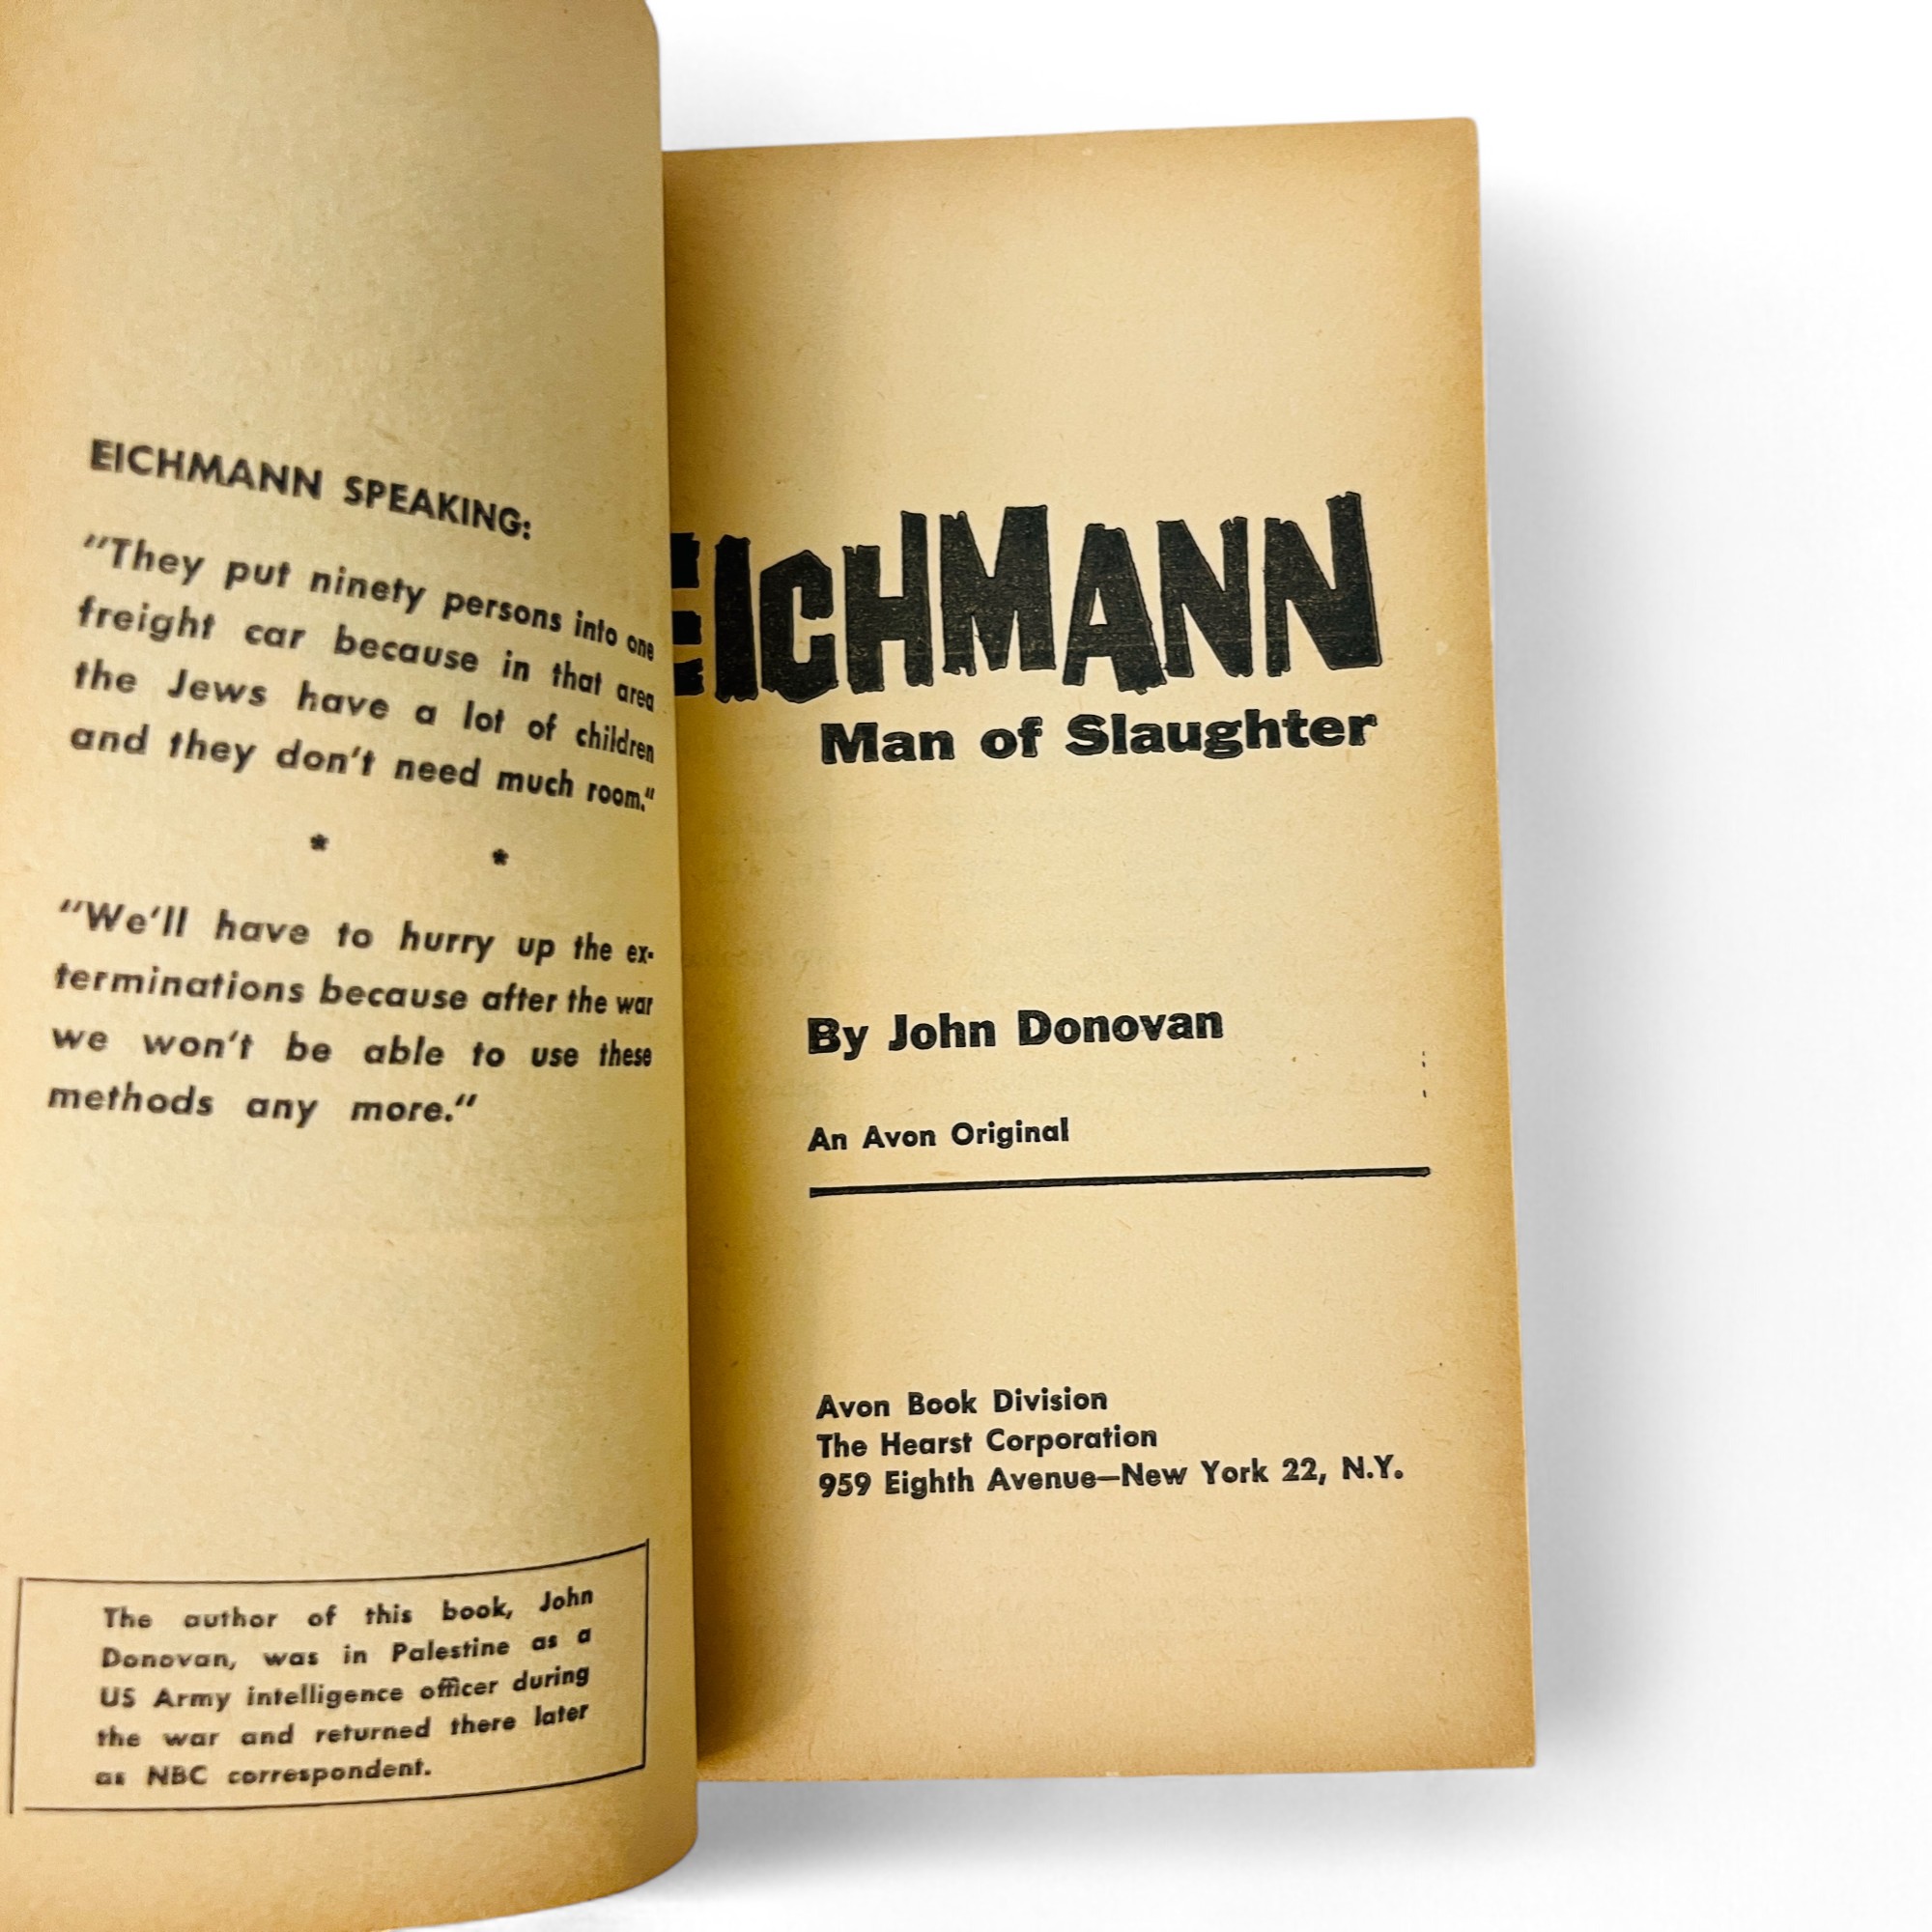 EICHMANN SPEAKING:
"They put ninety persons into one
freight car because in that area
the Jews have a lot of children
and they don't need much room."
* *
"We'll have to hurry up the ex-
terminations because after the war
we won't be able to use these
methods any more."
The author of this book, John
Donovan, was in Palestine as a
US Army intelligence officer during
the war and returned there later
as NBC correspondent.
EICHMANN
Man of Slaughter
By John Donovan
An Avon Original
Avon Book Division
The Hearst Corporation
959 Eighth Avenue—New York 22, N.Y.